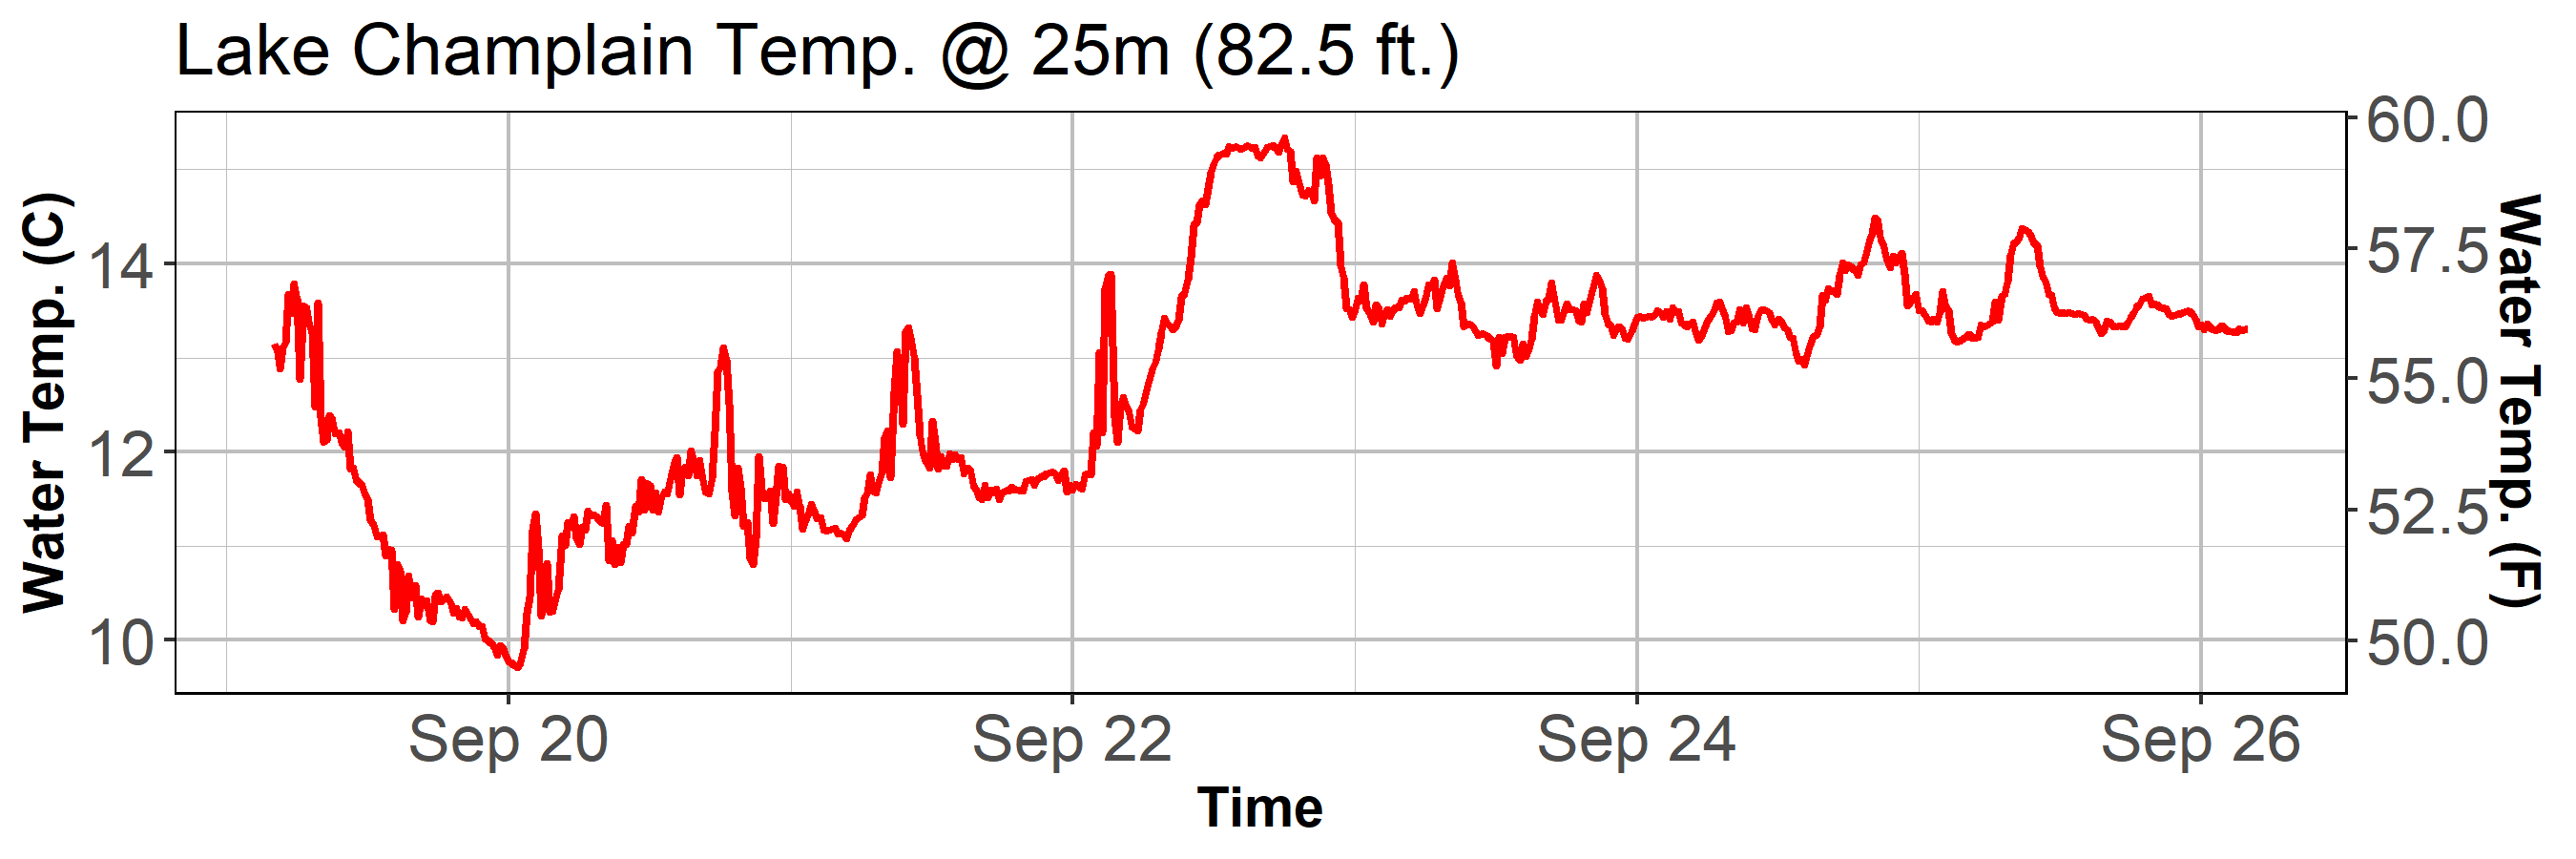 Lake Champlain Temp. @ 25m (82.5 ft.)
Water Temp. (C)
14
12
10
60.0
57.5
55.0
52.5
50.0
Water Temp. (F)
Sep 20
Sep 22
Sep 24
Sep 26
Time